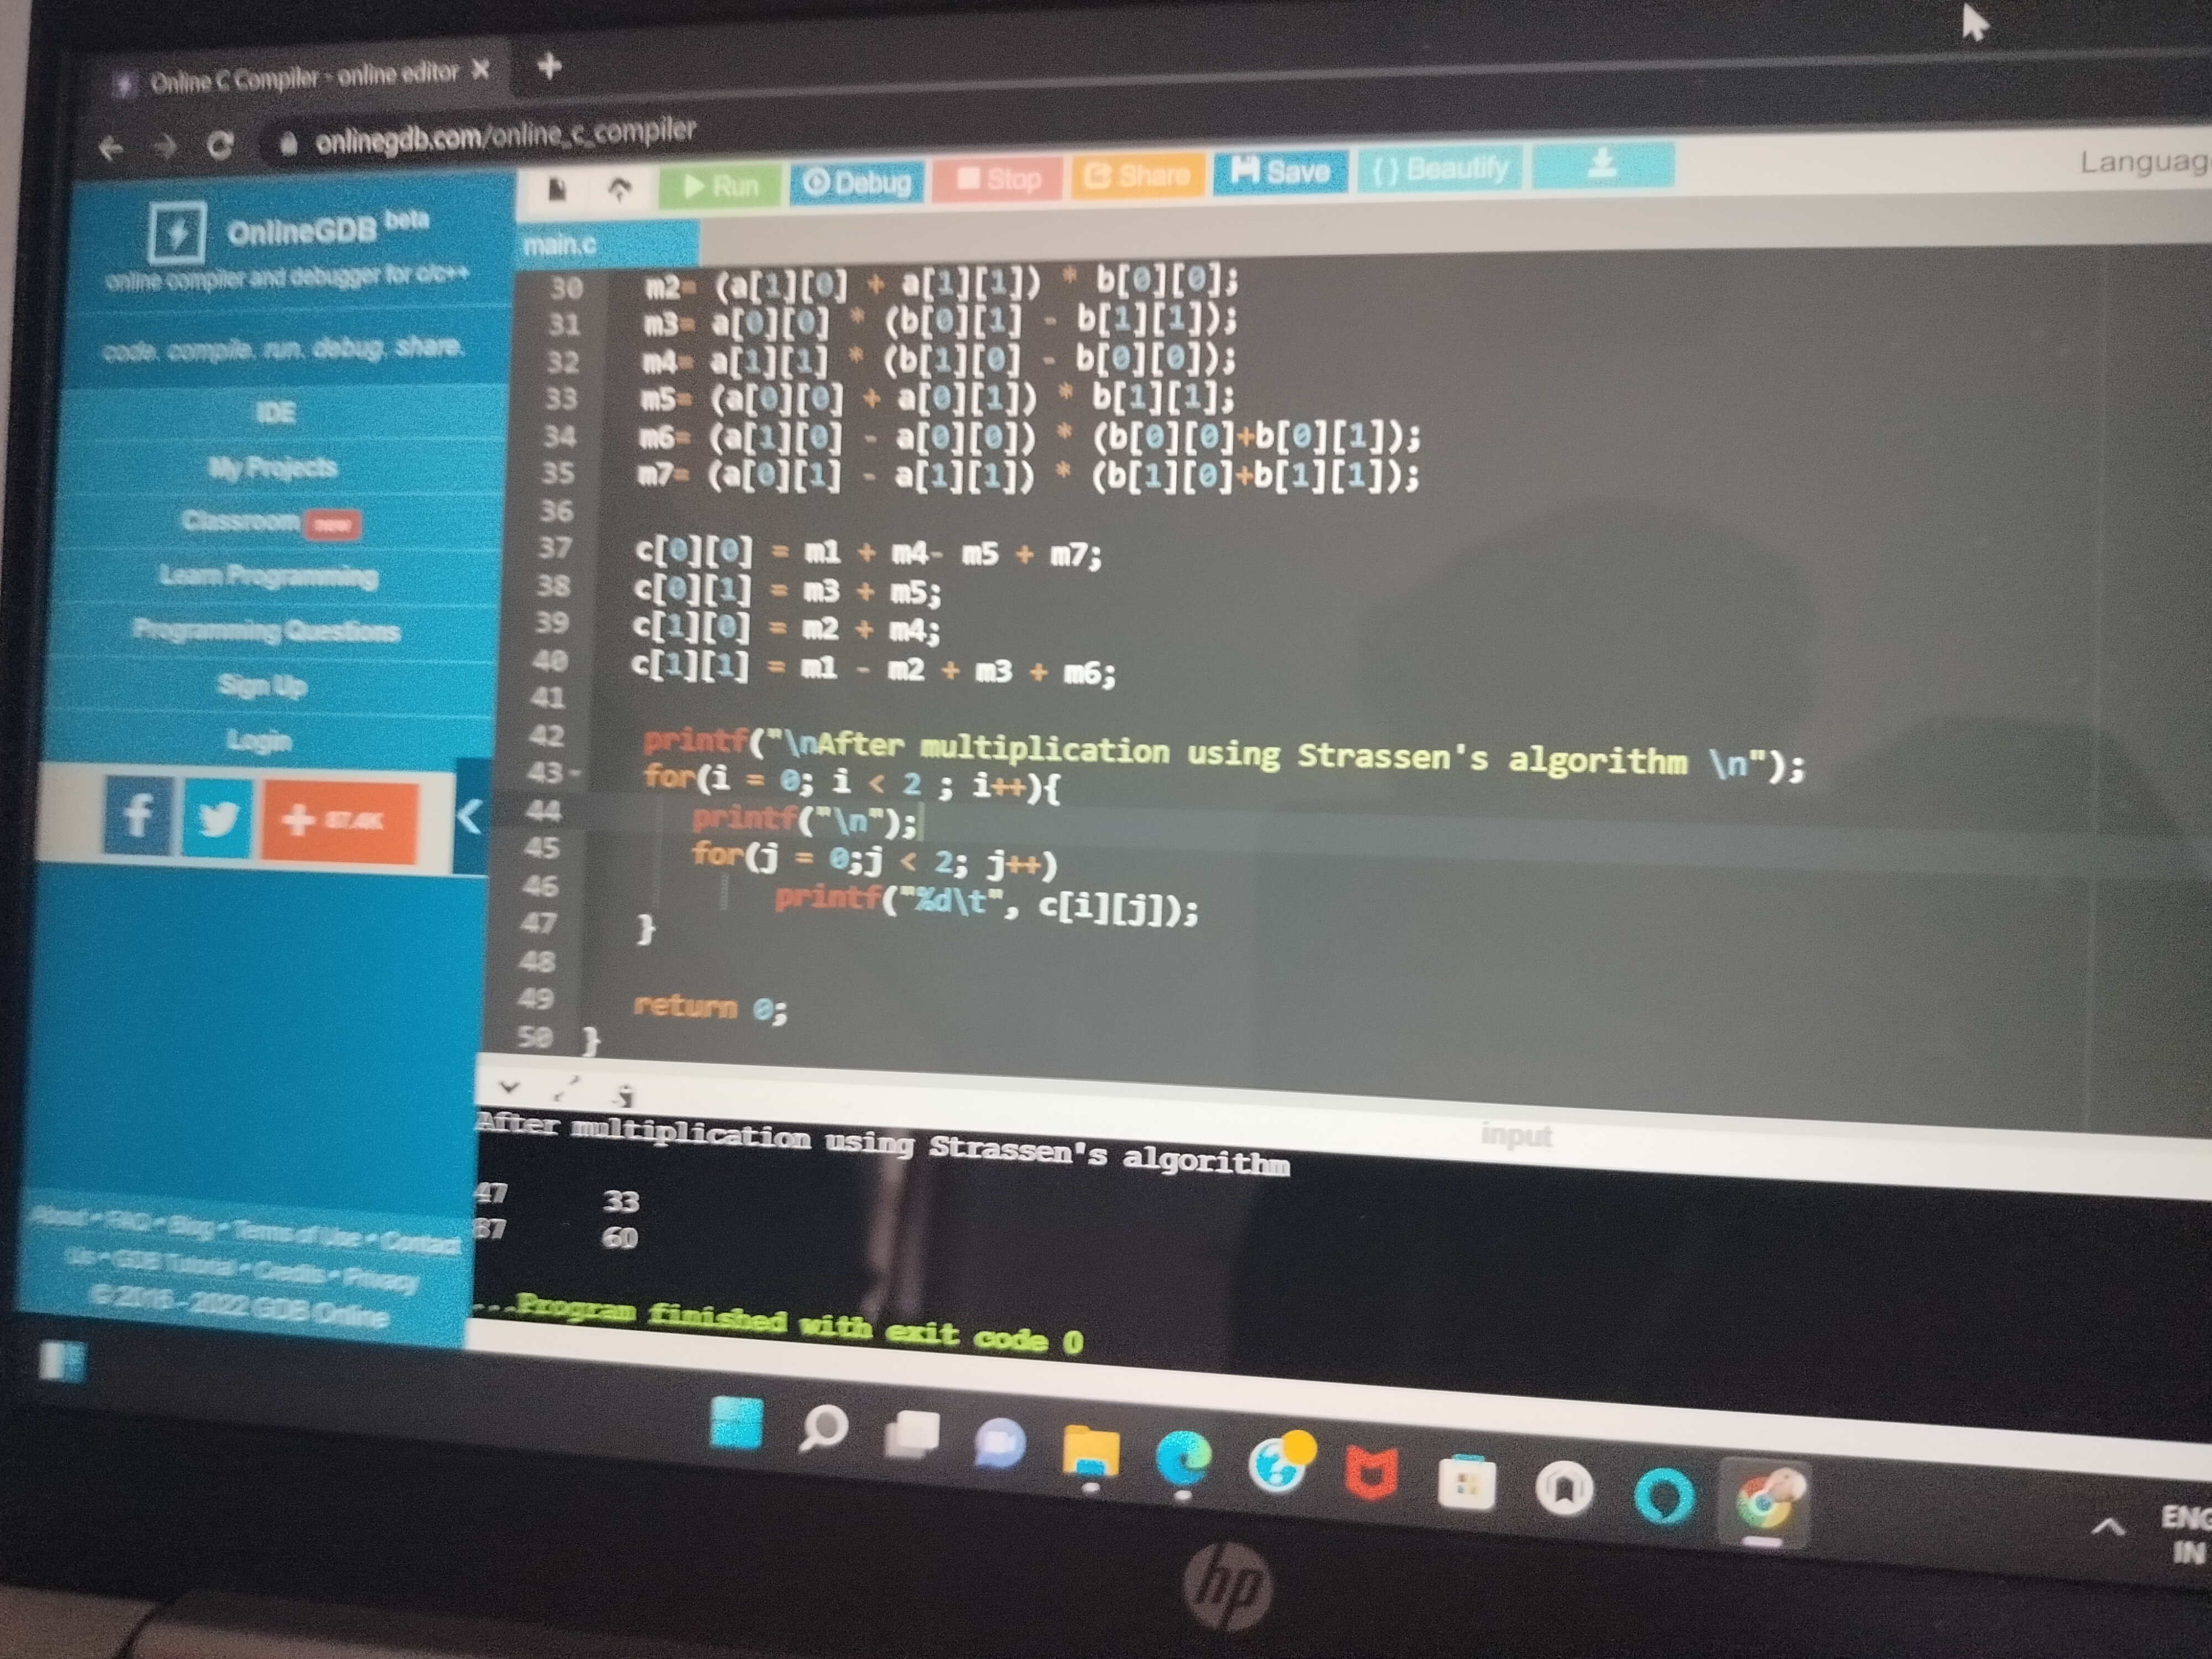 Online C Compiler - online editor
onlinegdb.com/online_c_compiler
Run Debug Stop Share Save { } Beautify
Languag
OnlineGDB beta
online compiler and debugger for c/c++
code. compile. run. debug. share.
IDE
My Projects
Classroom new
Learn Programming
Programming Questions
Sign Up
Login
f + 87.4K
About • FAQ • Blog • Terms of Use • Contact
Us • GDB Tutorial • Credits • Privacy
© 2016 - 2022 GDB Online
main.c
30 m2= (a[1][0] + a[1][1]) * b[0][0];
31 m3= a[0][0] * (b[0][1] - b[1][1]);
32 m4= a[1][1] * (b[1][0] - b[0][0]);
33 m5= (a[0][0] + a[0][1]) * b[1][1];
34 m6= (a[1][0] - a[0][0]) * (b[0][0]+b[0][1]);
35 m7= (a[0][1] - a[1][1]) * (b[1][0]+b[1][1]);
36
37 c[0][0] = m1 + m4- m5 + m7;
38 c[0][1] = m3 + m5;
39 c[1][0] = m2 + m4;
40 c[1][1] = m1 - m2 + m3 + m6;
41
42 printf("\nAfter multiplication using Strassen's algorithm \n");
43 for(i = 0; i < 2 ; i++){
44 printf("\n");
45 for(j = 0;j < 2; j++)
46 printf("%d\t", c[i][j]);
47 }
48
49 return 0;
50 }
input
After multiplication using Strassen's algorithm
47 33
87 60
...Program finished with exit code 0
ENG
IN
hp